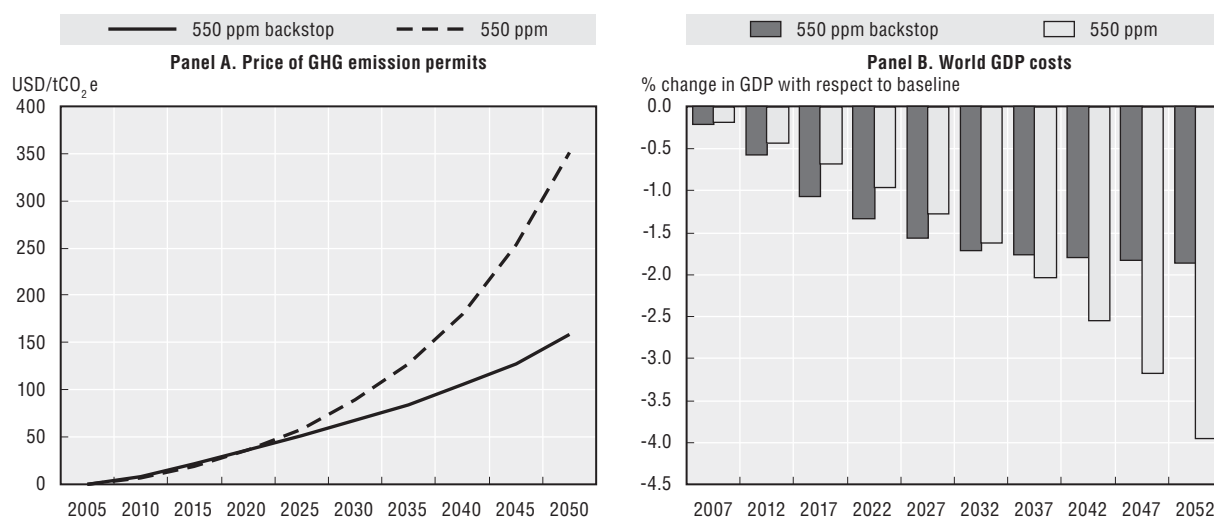 550 ppm backstop 550 ppm
Panel A. Price of GHG emission permits
USD/tCO2e
400
350
300
250
200
150
100
50
0
2005 2010 2015 2020 2025 2030 2035 2040 2045 2050
550 ppm backstop 550 ppm
Panel B. World GDP costs
% change in GDP with respect to baseline
0.0
-0.5
-1.0
-1.5
-2.0
-2.5
-3.0
-3.5
-4.0
-4.5
2007 2012 2017 2022 2027 2032 2037 2042 2047 2052